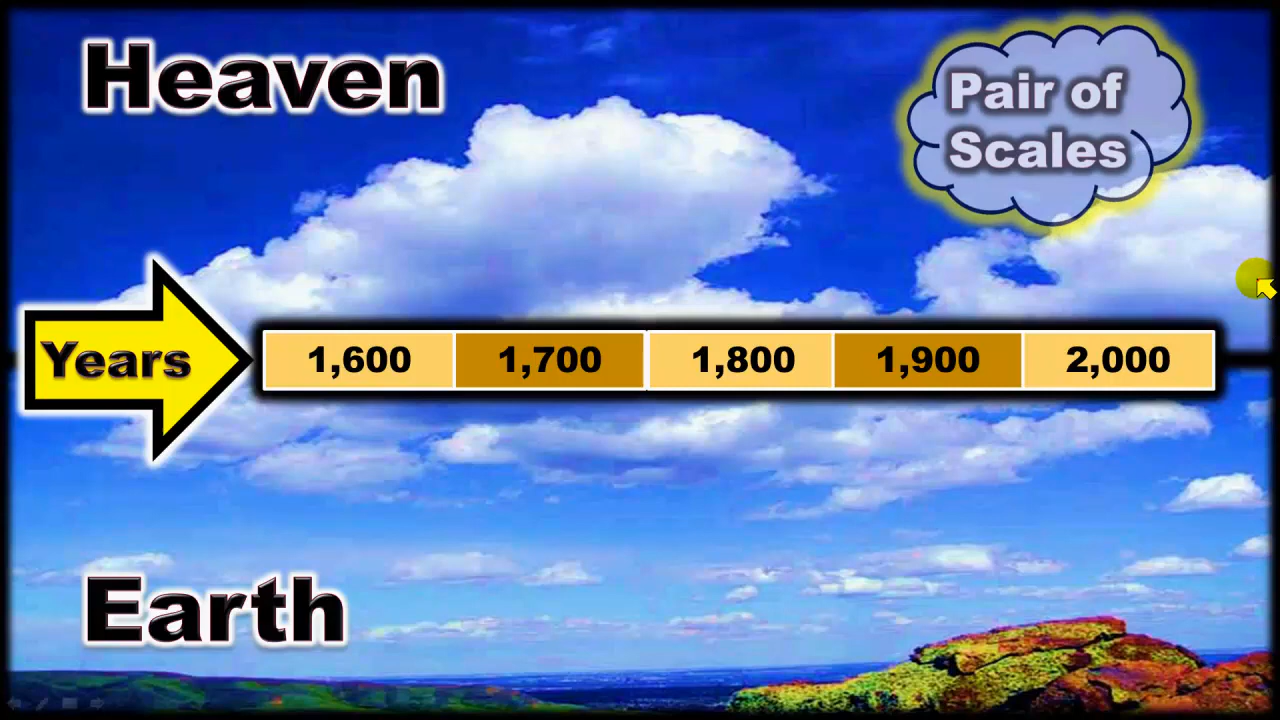 Heaven
Pair of
Scales
Years
1,600 1,700 1,800 1,900 2,000
Earth